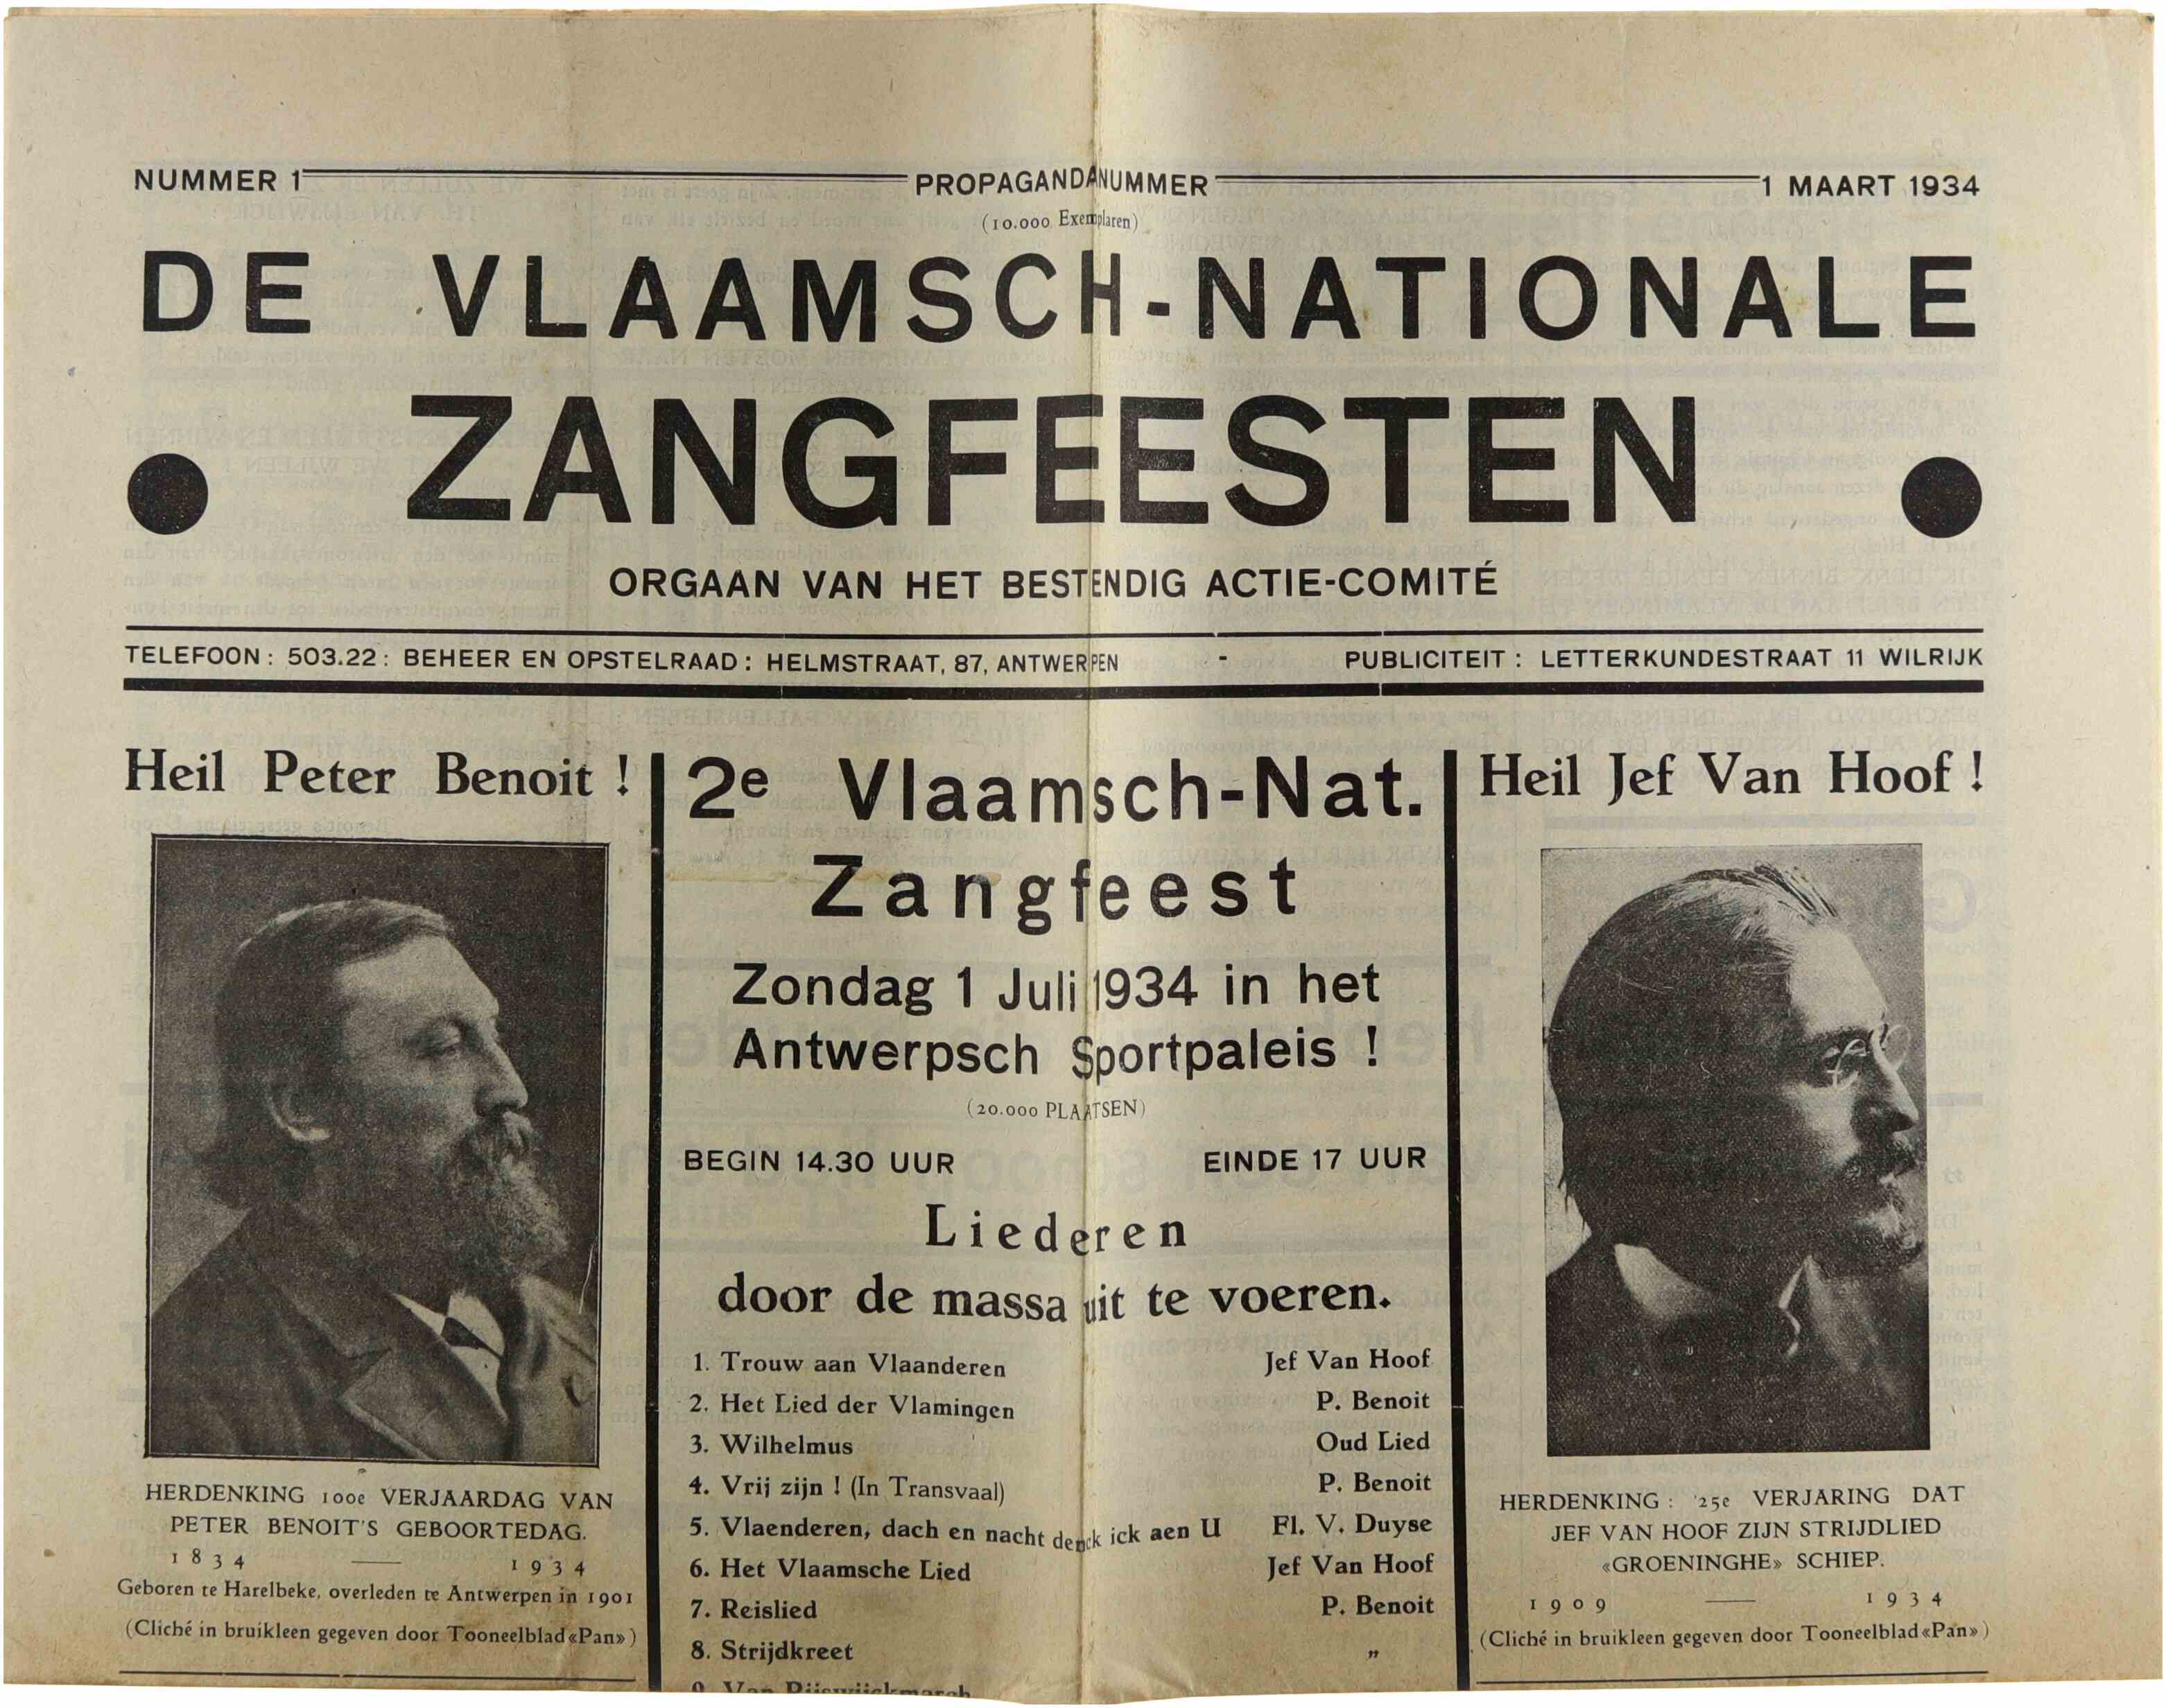 NUMMER 1 PROPAGANDANUMMER 1 MAART 1934
(10.000 Exemplaren)
DE VLAAMSCH-NATIONALE
ZANGFEESTEN
ORGAAN VAN HET BESTENDIG ACTIE-COMITÉ
TELEFOON : 503.22 : BEHEER EN OPSTELRAAD : HELMSTRAAT, 87, ANTWERPEN - PUBLICITEIT : LETTERKUNDESTRAAT 11 WILRIJK
Heil Peter Benoit !
HERDENKING 100e VERJAARDAG VAN
PETER BENOIT'S GEBOORTEDAG.
1834 — 1934
Geboren te Harelbeke, overleden te Antwerpen in 1901
(Cliché in bruikleen gegeven door Tooneelblad «Pan»)
2e Vlaamsch-Nat.
Zangfeest
Zondag 1 Juli 1934 in het
Antwerpsch Sportpaleis !
(20.000 PLAATSEN)
BEGIN 14.30 UUR EINDE 17 UUR
Liederen
door de massa uit te voeren.
1. Trouw aan Vlaanderen Jef Van Hoof
2. Het Lied der Vlamingen P. Benoit
3. Wilhelmus Oud Lied
4. Vrij zijn ! (In Transvaal) P. Benoit
5. Vlaenderen, dach en nacht denck ick aen U Fl. V. Duyse
6. Het Vlaamsche Lied Jef Van Hoof
7. Reislied P. Benoit
8. Strijdkreet „
9. Van Rijswijckmarch
Heil Jef Van Hoof !
HERDENKING : '25e VERJARING DAT
JEF VAN HOOF ZIJN STRIJDLIED
«GROENINGHE» SCHIEP.
1909 — 1934
(Cliché in bruikleen gegeven door Tooneelblad «Pan»)